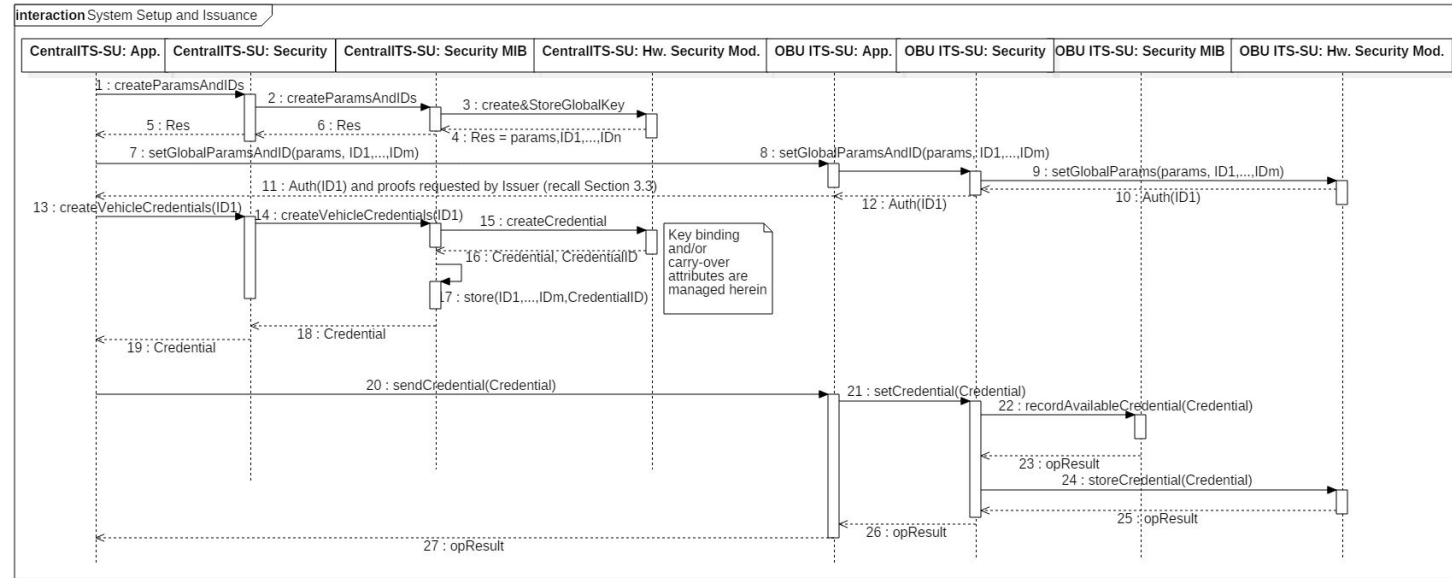 interaction System Setup and Issuance
CentralITS-SU: App.
CentralITS-SU: Security
CentralITS-SU: Security MIB
CentralITS-SU: Hw. Security Mod.
OBU ITS-SU: App.
OBU ITS-SU: Security
OBU ITS-SU: Security MIB
OBU ITS-SU: Hw. Security Mod.
1 : createParamsAndIDs
2 : createParamsAndIDs
3 : create&StoreGlobalKey
4 : Res = params,ID1,...,IDn
5 : Res
6 : Res
7 : setGlobalParamsAndID(params, ID1,...,IDm)
8 : setGlobalParamsAndID(params, ID1,...,IDm)
9 : setGlobalParams(params, ID1,...,IDm)
10 : Auth(ID1)
11 : Auth(ID1) and proofs requested by Issuer (recall Section 3.3)
12 : Auth(ID1)
13 : createVehicleCredentials(ID1)
14 : createVehicleCredentials(ID1)
15 : createCredential
16 : Credential, CredentialID
Key binding
and/or
carry-over
attributes are
managed herein
17 : store(ID1,...,IDm,CredentialID)
18 : Credential
19 : Credential
20 : sendCredential(Credential)
21 : setCredential(Credential)
22 : recordAvailableCredential(Credential)
23 : opResult
24 : storeCredential(Credential)
25 : opResult
26 : opResult
27 : opResult